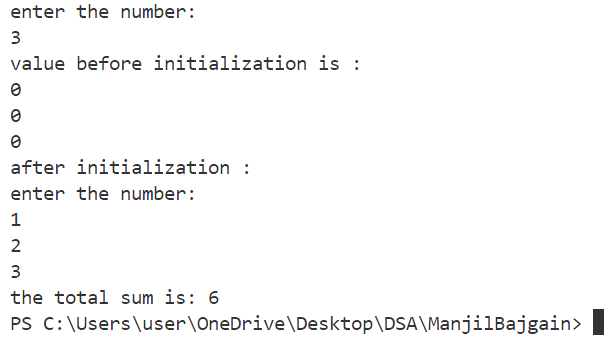 enter the number:
3
value before initialization is :
0
0
0
after initialization :
enter the number:
1
2
3
the total sum is: 6
PS C:\Users\user\OneDrive\Desktop\DSA\ManjilBajgain>